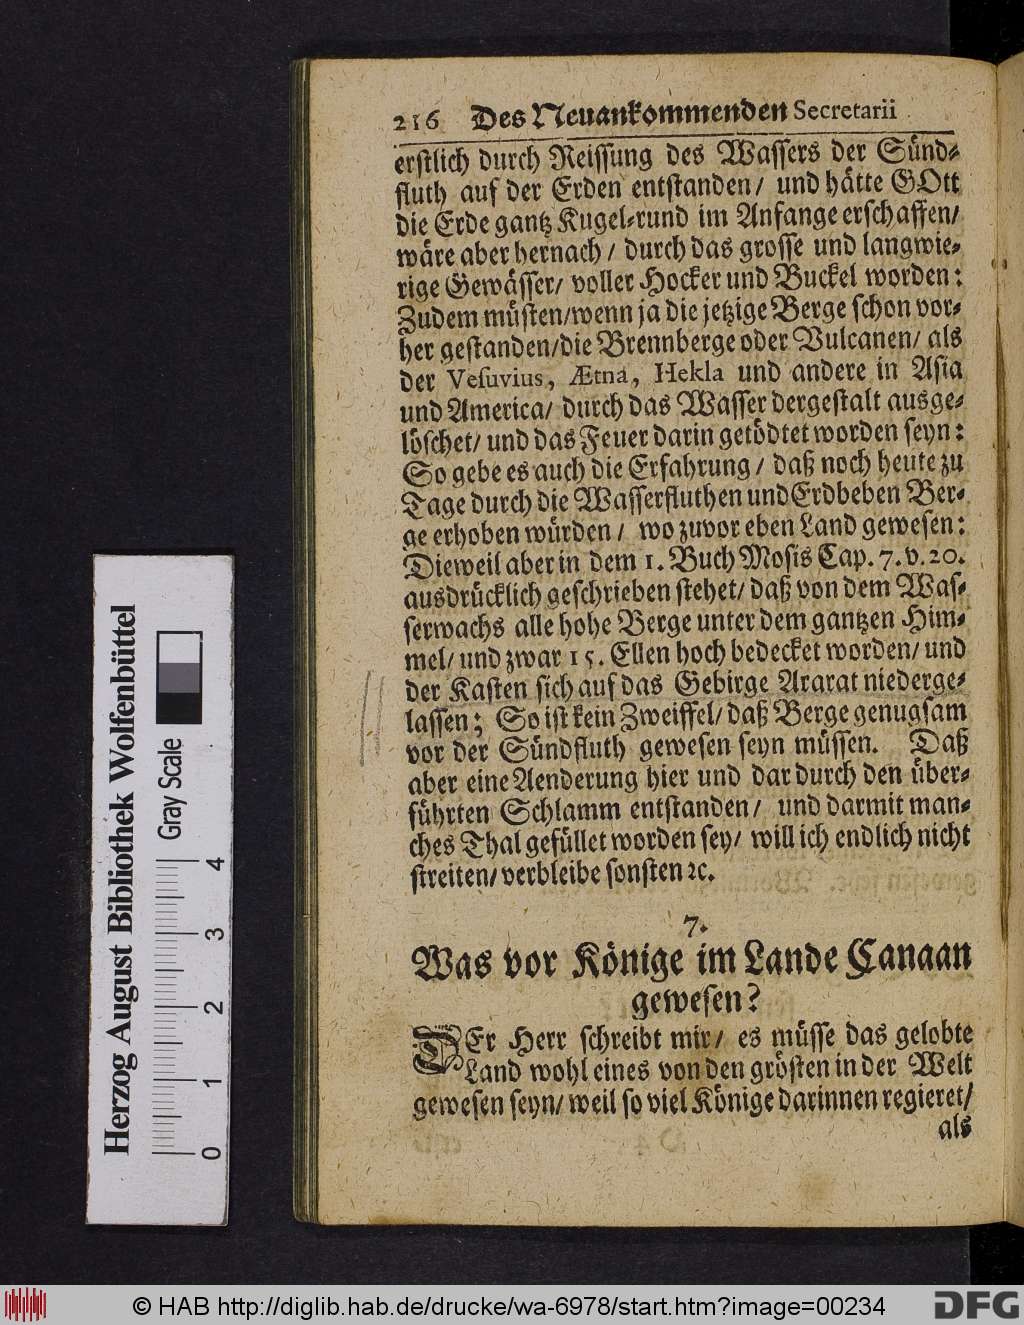 216 Des Neuankommenden Secretarii
erstlich durch Reissung des Wassers der Sünd-
fluth auf der Erden entstanden/ und hätte GOtt
die Erde gantz Kugel-rund im Anfange erschaffen/
wäre aber hernach/ durch das grosse und langwie-
rige Gewässer/ voller Hocker und Buckel worden:
Zudem müsten/wenn ja die jetzige Berge schon vor-
her gestanden/die Brennberge oder Vulcanen/ als
der Vesuvius, Ætna, Hekla und andere in Asia
und America/ durch das Wasser dergestalt ausge-
löschet/ und das Feuer darin getödtet worden seyn:
So gebe es auch die Erfahrung/ daß noch heute zu
Tage durch die Wasserfluthen und Erdbeben Ber-
ge erhoben würden/ wo zuvor eben Land gewesen:
Dieweil aber in dem 1. Buch Mosis Cap. 7. v. 20.
ausdrücklich geschrieben stehet/ daß von dem Was-
serwachs alle hohe Berge unter dem gantzen Him-
mel/ und zwar 15. Ellen hoch bedecket worden/ und
der Kasten sich auf das Gebirge Ararat niederge-
lassen; So ist kein Zweiffel/ daß Berge genugsam
vor der Sündfluth gewesen seyn müssen. Daß
aber eine Aenderung hier und dar durch den über-
führten Schlamm entstanden/ und darmit man-
ches Thal gefüllet worden sey/ will ich endlich nicht
streiten/ verbleibe sonsten ꝛc.
7.
Was vor Könige im Lande Canaan
gewesen?
DEr Herr schreibt mir/ es müsse das gelobte
Land wohl eines von den grösten in der Welt
gewesen seyn/ weil so viel Könige darinnen regieret/
als
Herzog August Bibliothek Wolfenbüttel
Gray Scale
0 1 2 3 4
© HAB http://diglib.hab.de/drucke/wa-6978/start.htm?image=00234
DFG